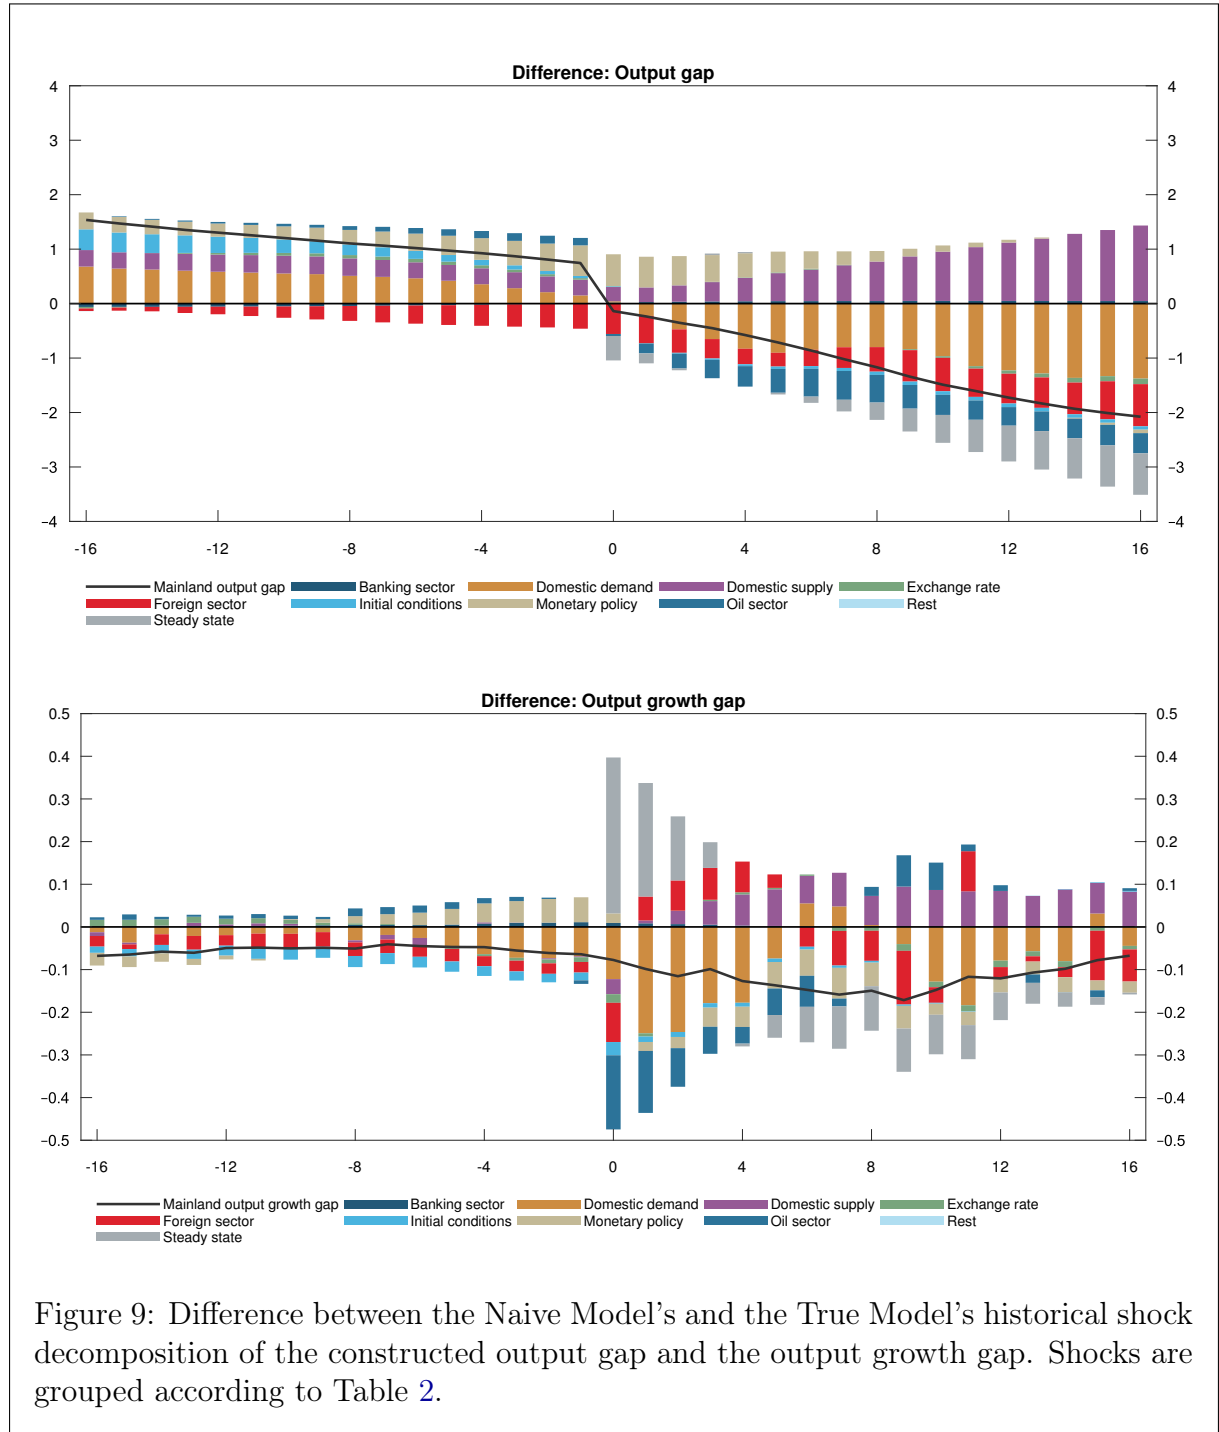 Difference: Output gap
4 4
3 3
2 2
1 1
0 0
−1 −1
−2 −2
−3 −3
−4 −4
-16 -12 -8 -4 0 4 8 12 16
Mainland output gap Banking sector Domestic demand Domestic supply Exchange rate
Foreign sector Initial conditions Monetary policy Oil sector Rest
Steady state
Difference: Output growth gap
0.5 0.5
0.4 0.4
0.3 0.3
0.2 0.2
0.1 0.1
0 0
−0.1 −0.1
−0.2 −0.2
−0.3 −0.3
−0.4 −0.4
−0.5 −0.5
-16 -12 -8 -4 0 4 8 12 16
Mainland output growth gap Banking sector Domestic demand Domestic supply Exchange rate
Foreign sector Initial conditions Monetary policy Oil sector Rest
Steady state
Figure 9: Difference between the Naive Model's and the True Model's historical shock
decomposition of the constructed output gap and the output growth gap. Shocks are
grouped according to Table 2.